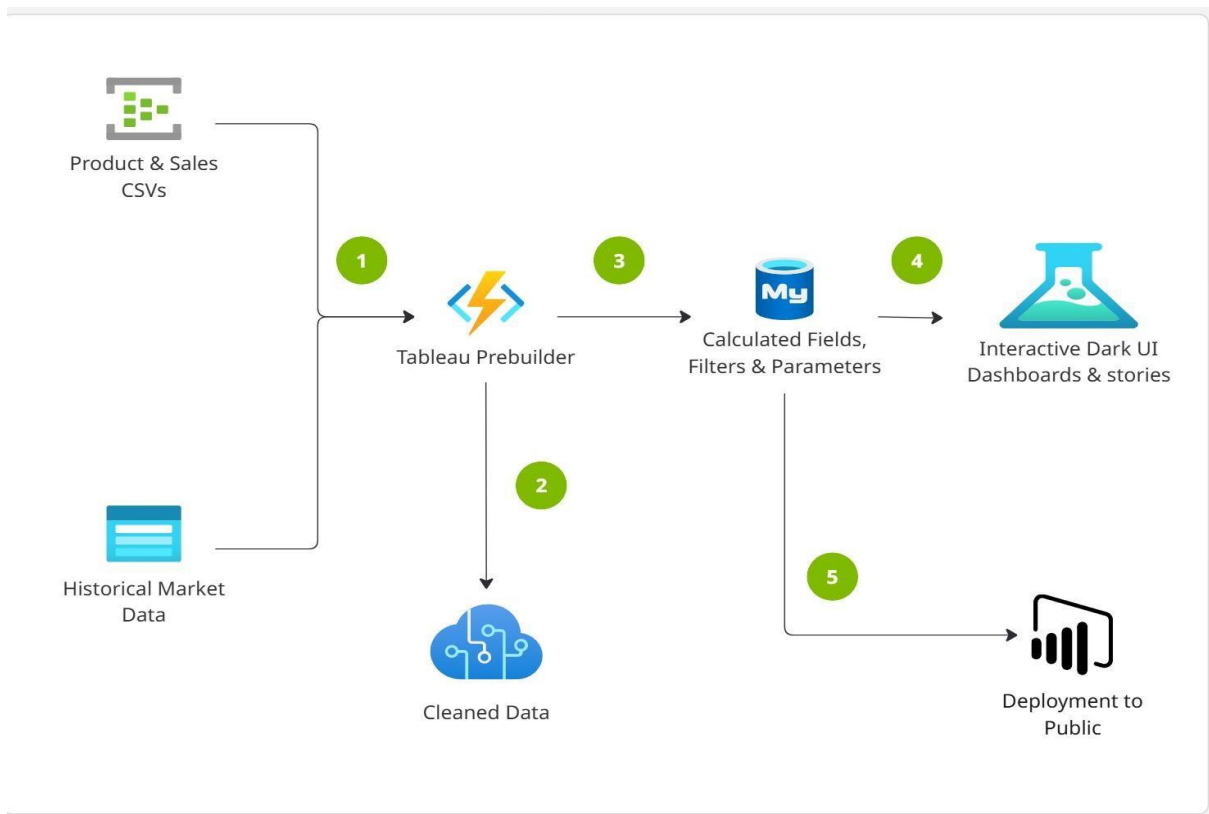 Product & Sales
CSVs
1
3
4
My
Tableau Prebuilder
Calculated Fields,
Filters & Parameters
Interactive Dark UI
Dashboards & stories
2
Historical Market
Data
5
Cleaned Data
Deployment to
Public